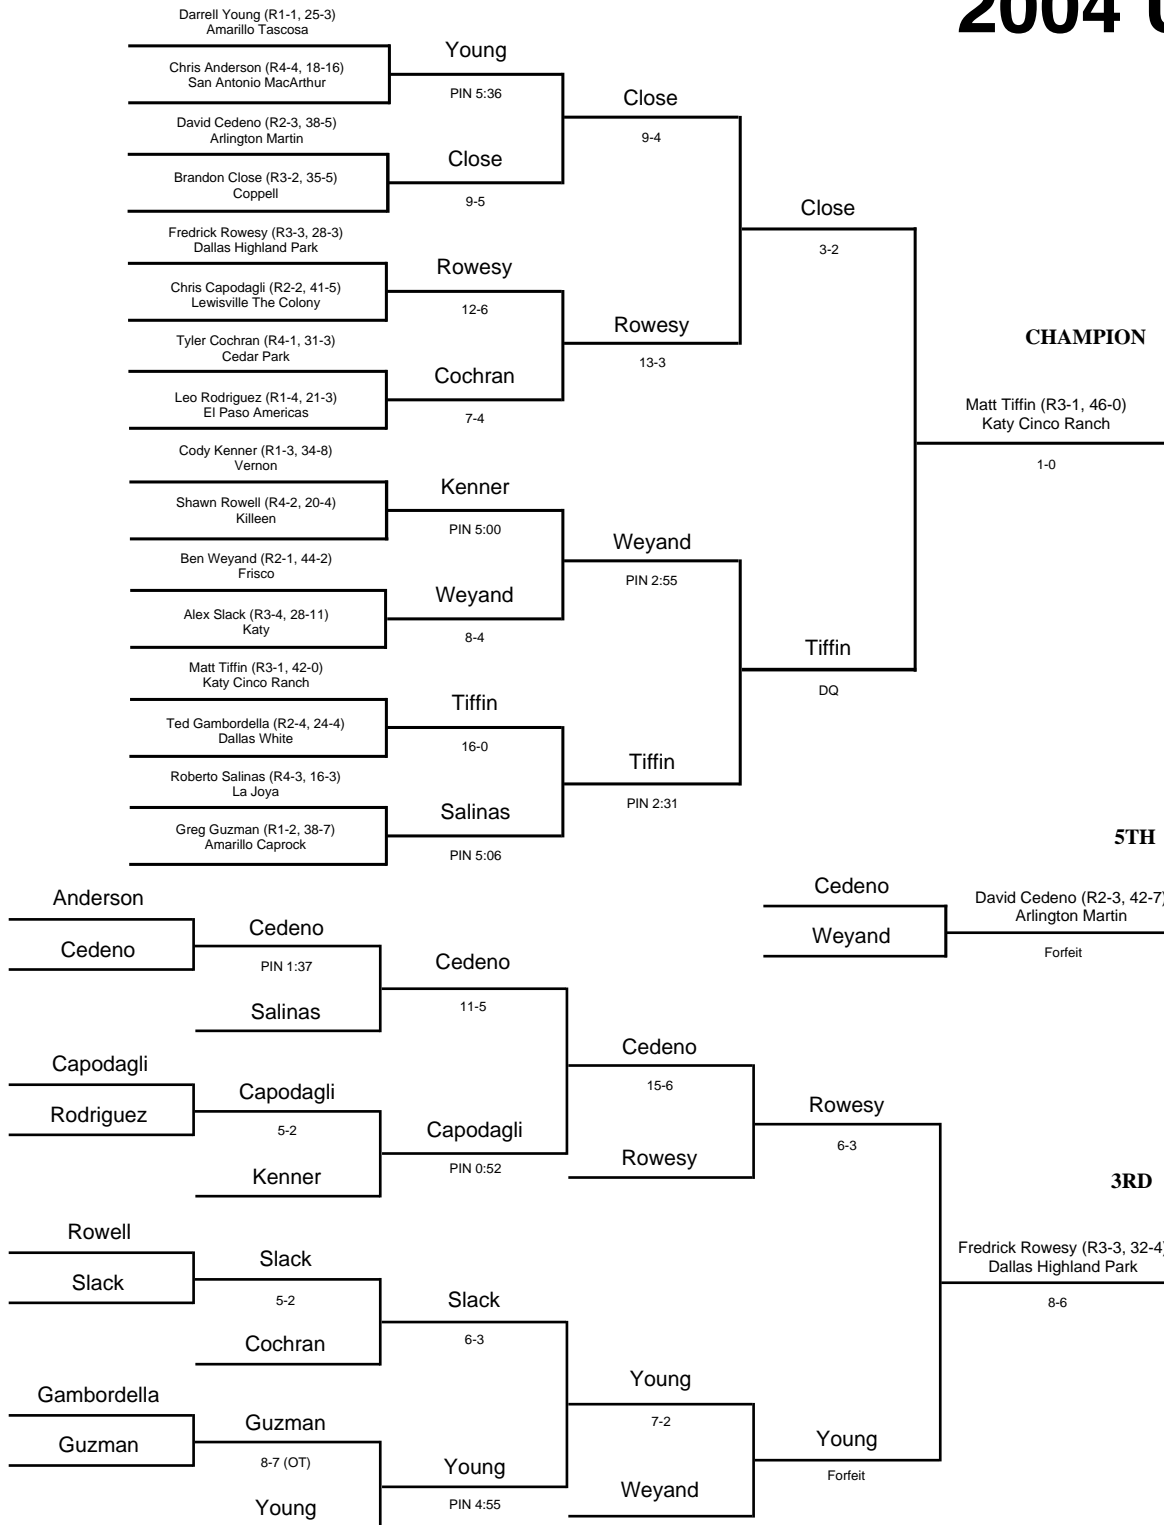 2004 U
Darrell Young (R1-1, 25-3)
Amarillo Tascosa
Chris Anderson (R4-4, 18-16)
San Antonio MacArthur
David Cedeno (R2-3, 38-5)
Arlington Martin
Brandon Close (R3-2, 35-5)
Coppell
Fredrick Rowesy (R3-3, 28-3)
Dallas Highland Park
Chris Capodagli (R2-2, 41-5)
Lewisville The Colony
Tyler Cochran (R4-1, 31-3)
Cedar Park
Leo Rodriguez (R1-4, 21-3)
El Paso Americas
Cody Kenner (R1-3, 34-8)
Vernon
Shawn Rowell (R4-2, 20-4)
Killeen
Ben Weyand (R2-1, 44-2)
Frisco
Alex Slack (R3-4, 28-11)
Katy
Matt Tiffin (R3-1, 42-0)
Katy Cinco Ranch
Ted Gambordella (R2-4, 24-4)
Dallas White
Roberto Salinas (R4-3, 16-3)
La Joya
Greg Guzman (R1-2, 38-7)
Amarillo Caprock
Young
PIN 5:36
Close
9-5
Rowesy
12-6
Cochran
7-4
Kenner
PIN 5:00
Weyand
8-4
Tiffin
16-0
Salinas
PIN 5:06
Close
9-4
Rowesy
13-3
Weyand
PIN 2:55
Tiffin
PIN 2:31
Close
3-2
Tiffin
DQ
CHAMPION
Matt Tiffin (R3-1, 46-0)
Katy Cinco Ranch
1-0
5TH
Cedeno
Weyand
David Cedeno (R2-3, 42-7)
Arlington Martin
Forfeit
Anderson
Cedeno
Capodagli
Rodriguez
Rowell
Slack
Gambordella
Guzman
Cedeno
PIN 1:37
Salinas
Capodagli
5-2
Kenner
Slack
5-2
Cochran
Guzman
8-7 (OT)
Young
Cedeno
11-5
Capodagli
PIN 0:52
Slack
6-3
Young
PIN 4:55
Cedeno
15-6
Rowesy
Young
7-2
Weyand
Rowesy
6-3
Young
Forfeit
3RD
Fredrick Rowesy (R3-3, 32-4)
Dallas Highland Park
8-6